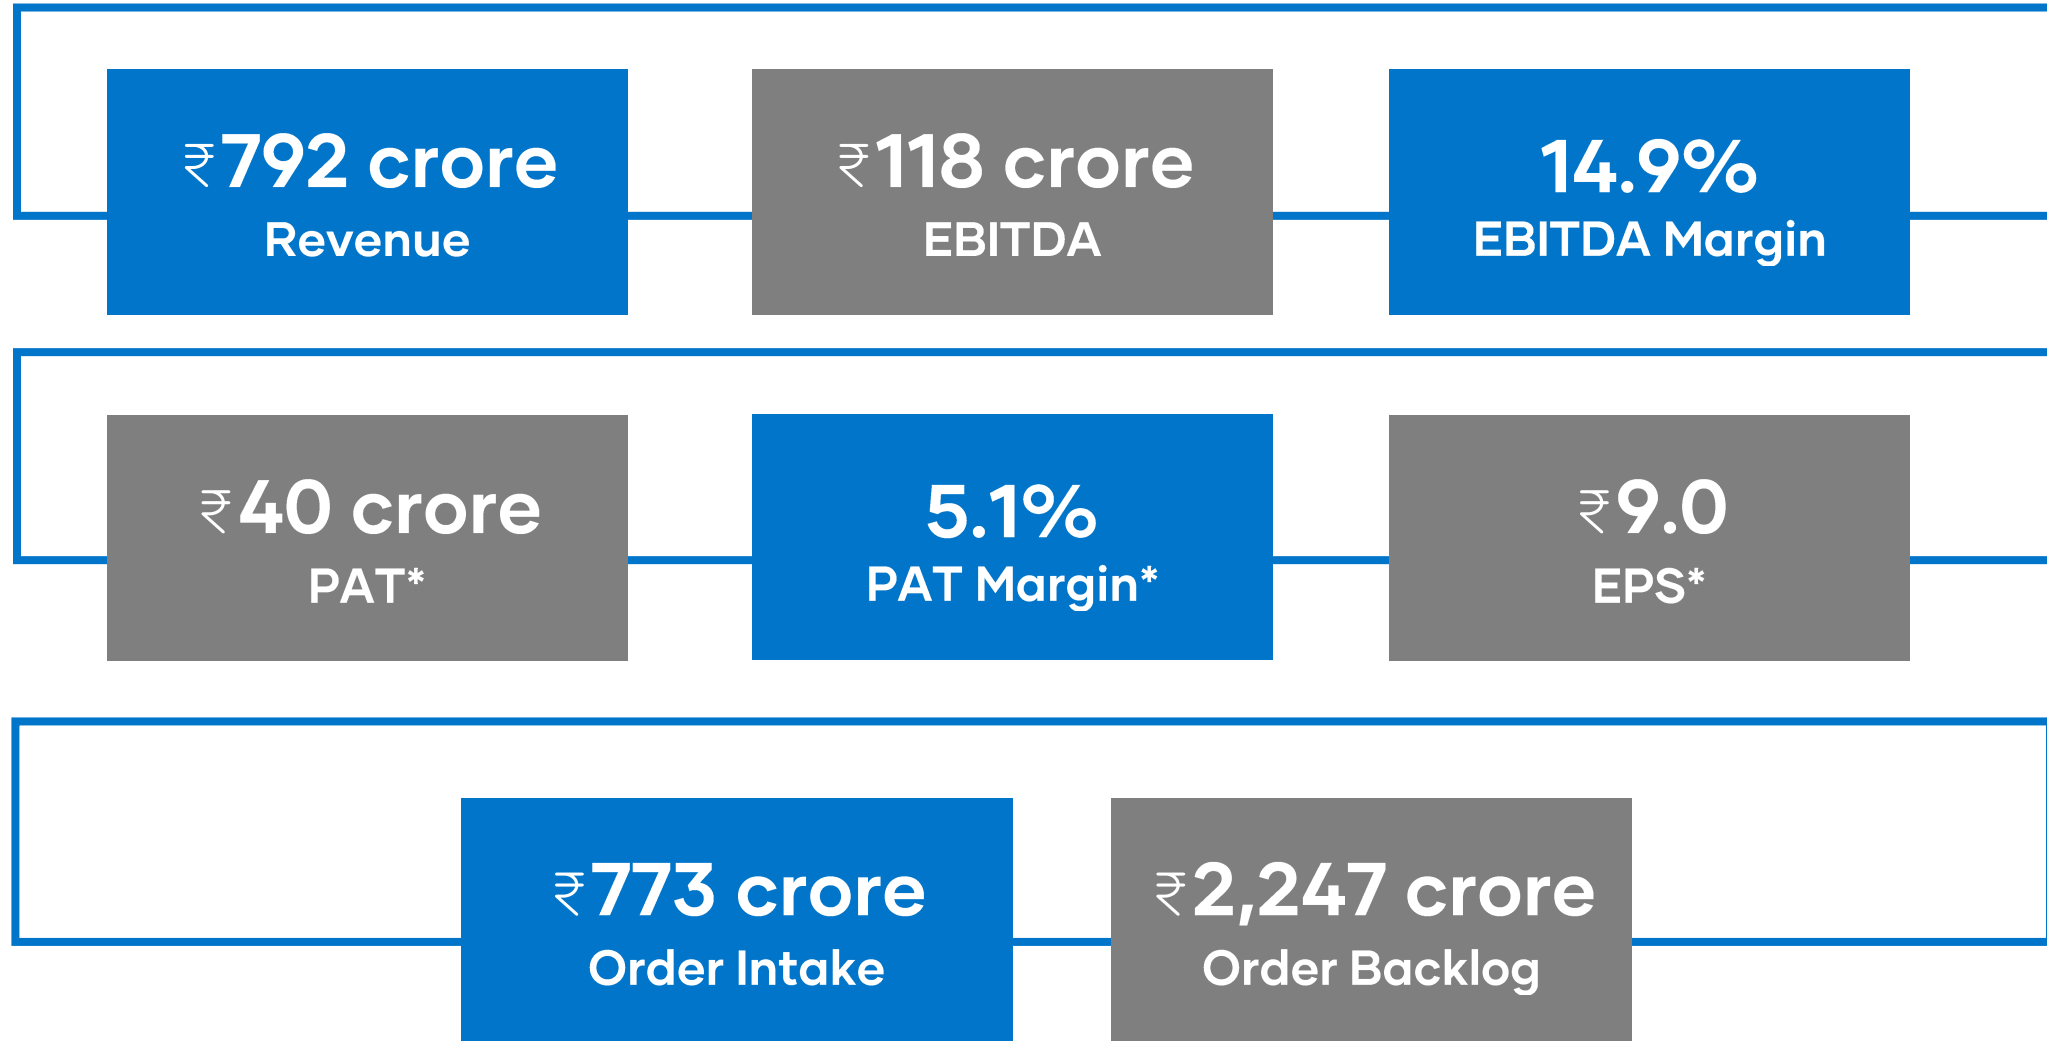 ₹792 crore
Revenue
₹118 crore
EBITDA
14.9%
EBITDA Margin
₹40 crore
PAT*
5.1%
PAT Margin*
₹9.0
EPS*
₹773 crore
Order Intake
₹2,247 crore
Order Backlog